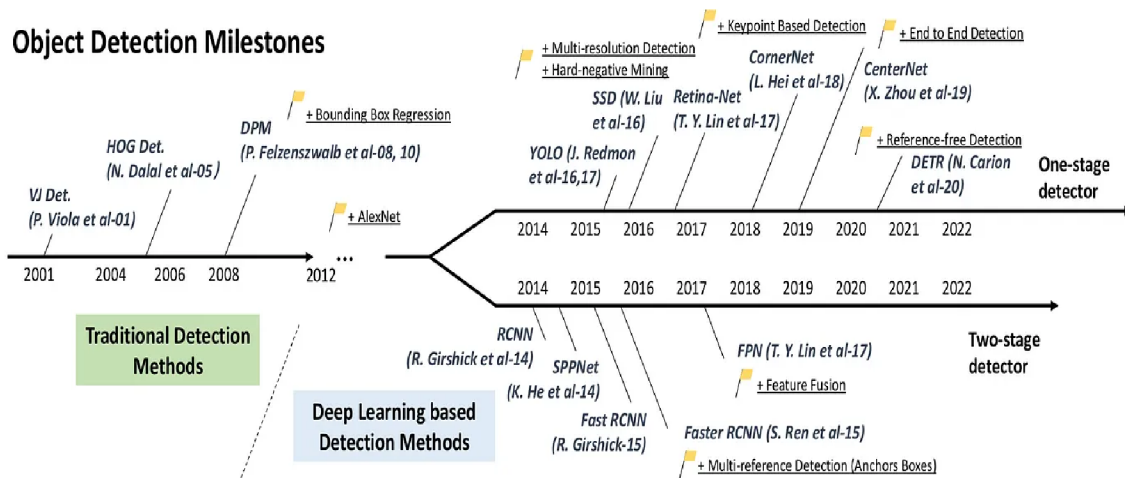 Object Detection Milestones
+ Keypoint Based Detection
+ End to End Detection
+ Multi-resolution Detection
+ Hard-negative Mining
CornerNet
(L. Hei et al-18)
CenterNet
(X. Zhou et al-19)
SSD (W. Liu
et al-16)
Retina-Net
(T. Y. Lin et al-17)
+ Bounding Box Regression
DPM
(P. Felzenszwalb et al-08, 10)
HOG Det.
(N. Dalal et al-05)
YOLO (J. Redmon
et al-16,17)
+ Reference-free Detection
DETR (N. Carion
et al-20)
One-stage
detector
VJ Det.
(P. Viola et al-01)
+ AlexNet
2014 2015 2016 2017 2018 2019 2020 2021 2022
2001 2004 2006 2008 2012 ...
2014 2015 2016 2017 2018 2019 2020 2021 2022
Traditional Detection
Methods
RCNN
(R. Girshick et al-14)
SPPNet
(K. He et al-14)
FPN (T. Y. Lin et al-17)
+ Feature Fusion
Two-stage
detector
Deep Learning based
Detection Methods
Fast RCNN
(R. Girshick-15)
Faster RCNN (S. Ren et al-15)
+ Multi-reference Detection (Anchors Boxes)